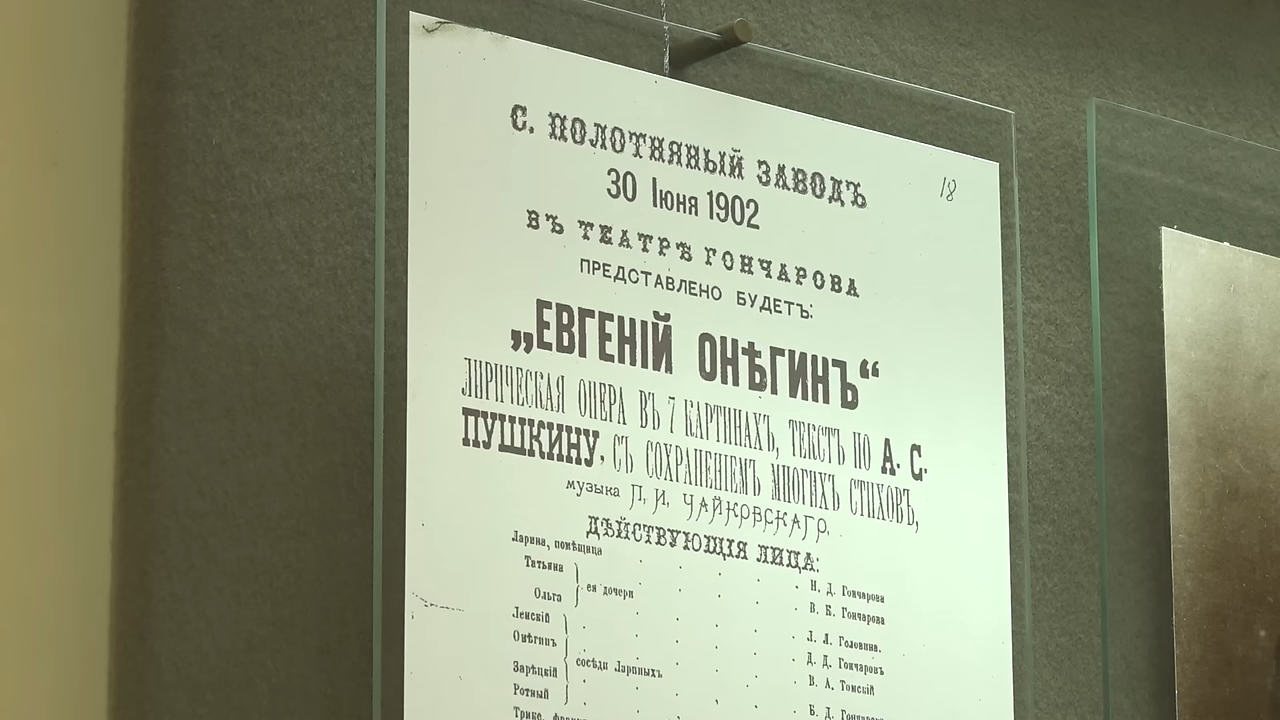 С. ПОЛОТНЯНЫЙ ЗАВОДЪ
18
30 Іюня 1902
ВЪ ТЕАТРѢ ГОНЧАРОВА
ПРЕДСТАВЛЕНО БУДЕТЪ:
„ЕВГЕНІЙ ОНѢГИНЪ“
ЛИРИЧЕСКАЯ ОПЕРА ВЪ 7 КАРТИНАХЪ, ТЕКСТЪ ПО А. С.
ПУШКИНУ, СЪ СОХРАНЕНІЕМЪ МНОГИХЪ СТИХОВЪ,
музыка П. И. ЧАЙКОВСКАГО.
ДѢЙСТВУЮЩІЯ ЛИЦА:
Ларина, помѣщица . . . . Н. Д. Гончарова
Татьяна } ея дочери . . . . В. К. Гончарова
Ольга . . . . Л. Л. Головина.
Ленскій . . . . Д. Д. Гончаровъ
Онѣгинъ } сосѣди Лариныхъ . . . В. А. Томскій
Зарѣцкій
Ротный . . . . Б. Д.
Трике,